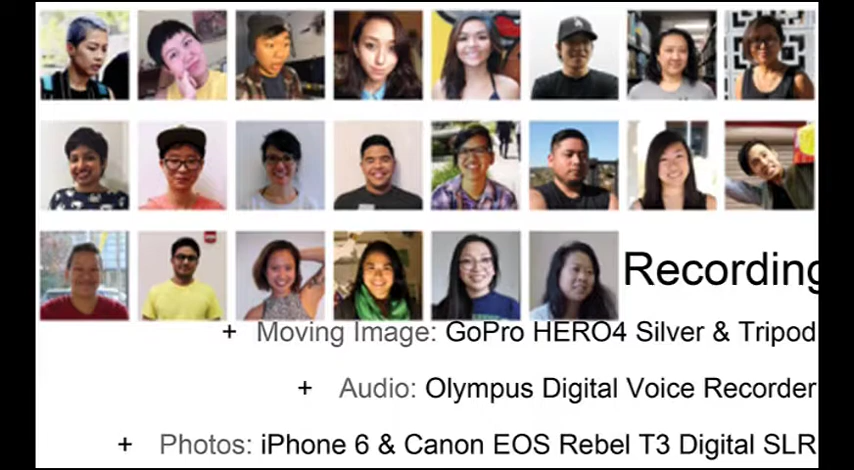 Recording
+ Moving Image: GoPro HERO4 Silver & Tripod
+ Audio: Olympus Digital Voice Recorder
+ Photos: iPhone 6 & Canon EOS Rebel T3 Digital SLR